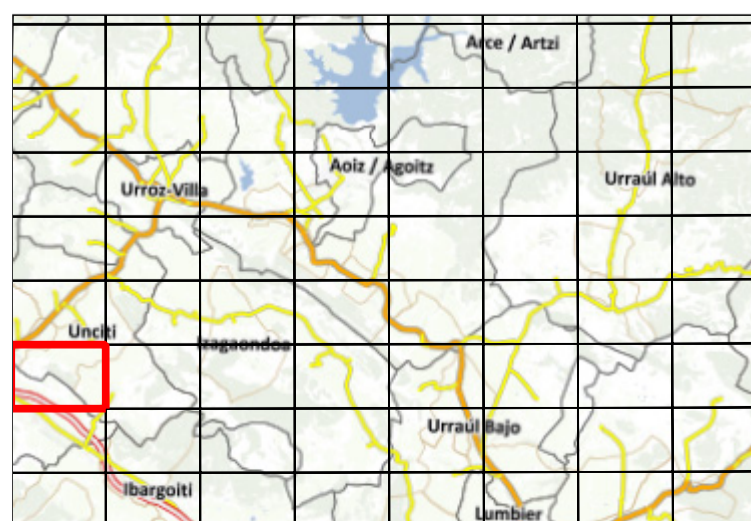 Arce / Artzi
Aoiz / Agoitz
Urraúl Alto
Urroz-Villa
Unciti
Izagaondoa
Urraúl Bajo
Ibargoiti
Lumbier